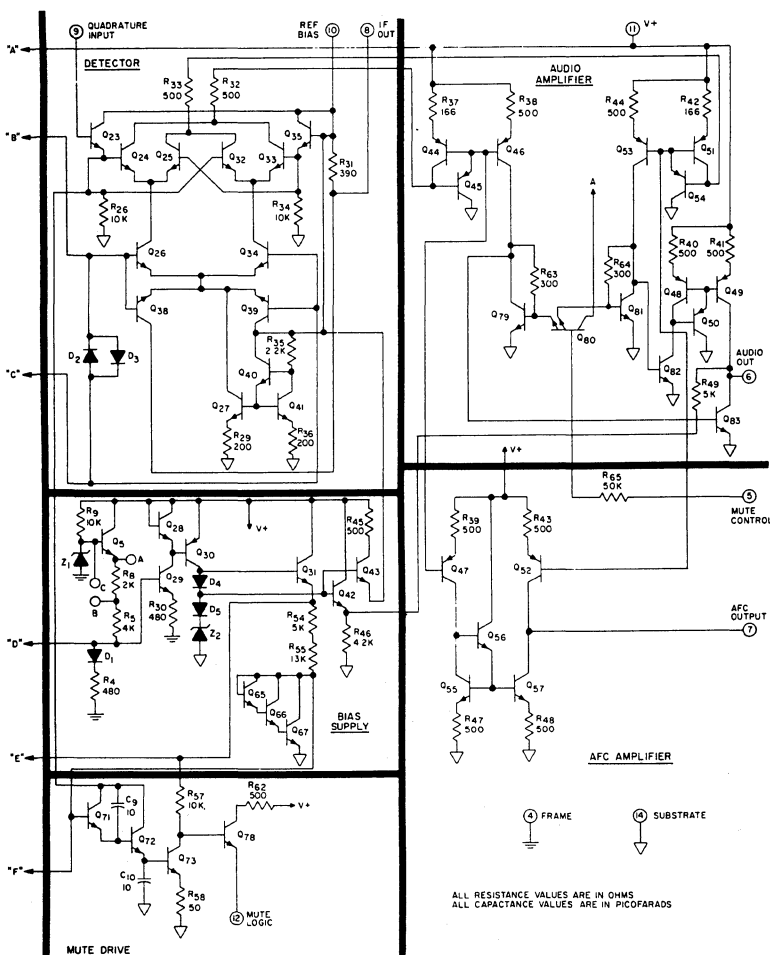 9 QUADRATURE INPUT
REF BIAS 10
8 IF OUT
11 V+
"A"
DETECTOR
AUDIO AMPLIFIER
R33 500
R32 500
R37 166
R38 500
R44 500
R42 166
"B"
Q23
Q24
Q25
Q32
Q33
Q35
R31 390
Q44
Q46
Q45
Q53
Q51
Q54
A
R26 10K
R34 10K
Q26
Q34
R40 500
R41 500
R63 300
R64 300
Q48
Q49
Q38
Q39
Q79
Q81
Q50
Q80
D2
D3
R35 2.2K
Q82
AUDIO OUT 6
"C"
Q40
R49 5K
Q27
Q41
Q83
R29 200
R36 200
V+
R65 50K
5 MUTE CONTROL
R9 10K
Q5
Q28
V+
R45 500
R39 500
R43 500
Z1
A
Q30
Q31
Q43
Q47
Q52
R8 2K
Q29
D4
Q42
C
B
R30 480
D5
R54 5K
AFC OUTPUT 7
R5 4K
Z2
R46 4.2K
Q56
"D"
D1
R55 13K
R4 480
Q65
Q66
Q67
BIAS SUPPLY
Q55
Q57
R47 500
R48 500
"E"
AFC AMPLIFIER
R57 10K
R62 500
V+
C9 10
Q71
Q72
Q73
Q78
4 FRAME
14 SUBSTRATE
"F"
C10 10
R58 50
12 MUTE LOGIC
ALL RESISTANCE VALUES ARE IN OHMS
ALL CAPACTANCE VALUES ARE IN PICOFARADS
MUTE DRIVE